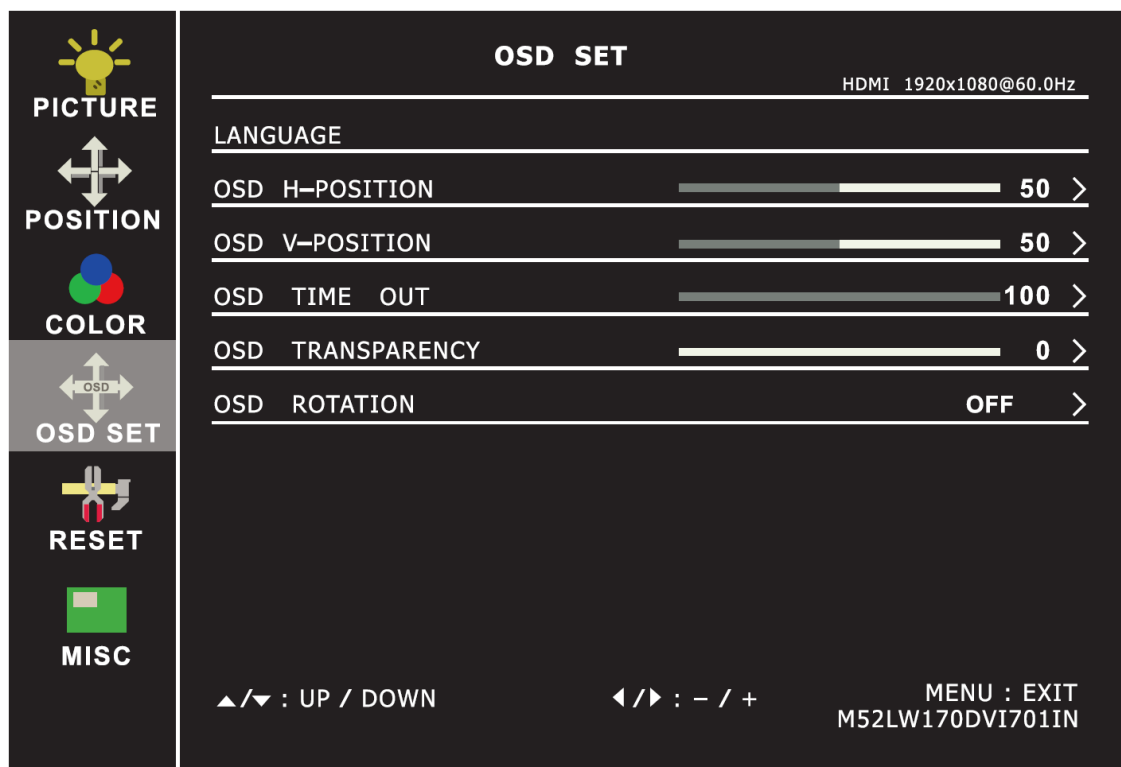 PICTURE
POSITION
COLOR
OSD
OSD SET
RESET
MISC
OSD SET
HDMI 1920x1080@60.0Hz
LANGUAGE
OSD H–POSITION 50 >
OSD V–POSITION 50 >
OSD TIME OUT 100 >
OSD TRANSPARENCY 0 >
OSD ROTATION OFF >
▲/▼ : UP / DOWN ◀/▶ : – / + MENU : EXIT
M52LW170DVI701IN